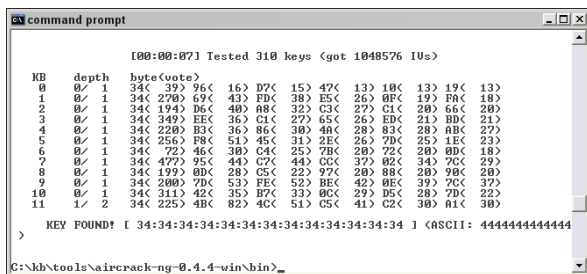 command prompt
[00:00:07] Tested 310 keys (got 1048576 IVs)
KB depth byte(vote)
0 0/ 1 34( 39) 96( 16) D7( 15) 47( 13) 10( 13) 19( 13)
1 0/ 1 34( 270) 69( 43) FD( 38) E5( 26) 0F( 19) FA( 18)
2 0/ 1 34( 194) D6( 40) A8( 32) C3( 27) C1( 20) 66( 20)
3 0/ 1 34( 349) EE( 36) C1( 27) 65( 26) ED( 21) BD( 21)
4 0/ 1 34( 220) B3( 36) 86( 30) 4A( 28) 83( 28) AB( 27)
5 0/ 1 34( 256) F8( 51) 45( 31) 2E( 26) 7D( 25) 1E( 23)
6 0/ 1 34( 72) 46( 30) C4( 25) 7B( 20) 72( 20) 0D( 18)
7 0/ 1 34( 477) 95( 44) C7( 44) CC( 37) 02( 34) 7C( 29)
8 0/ 1 34( 199) 0D( 28) C5( 22) 97( 20) 88( 20) 90( 20)
9 0/ 1 34( 200) 7D( 53) FE( 52) BE( 42) 0E( 39) 7C( 37)
10 0/ 1 34( 311) 42( 35) B7( 33) 0C( 29) D5( 28) 7D( 22)
11 1/ 2 34( 225) 4B( 82) 4C( 51) C5( 41) C2( 30) A1( 30)
KEY FOUND! [ 34:34:34:34:34:34:34:34:34:34:34:34:34 ] (ASCII: 4444444444444
)
C:\kb\tools\aircrack-ng-0.4.4-win\bin>_